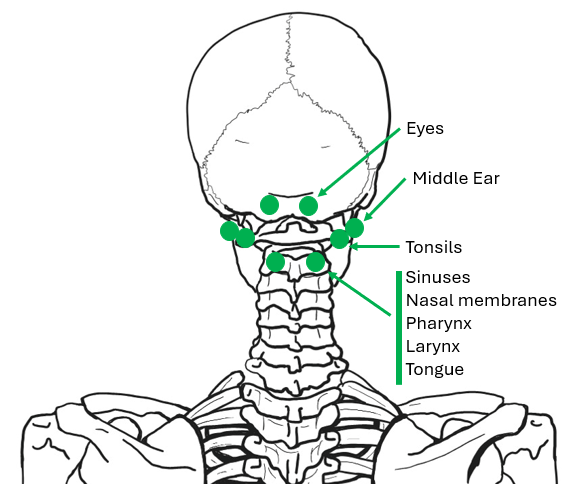 Eyes
Middle Ear
Tonsils
Sinuses
Nasal membranes
Pharynx
Larynx
Tongue